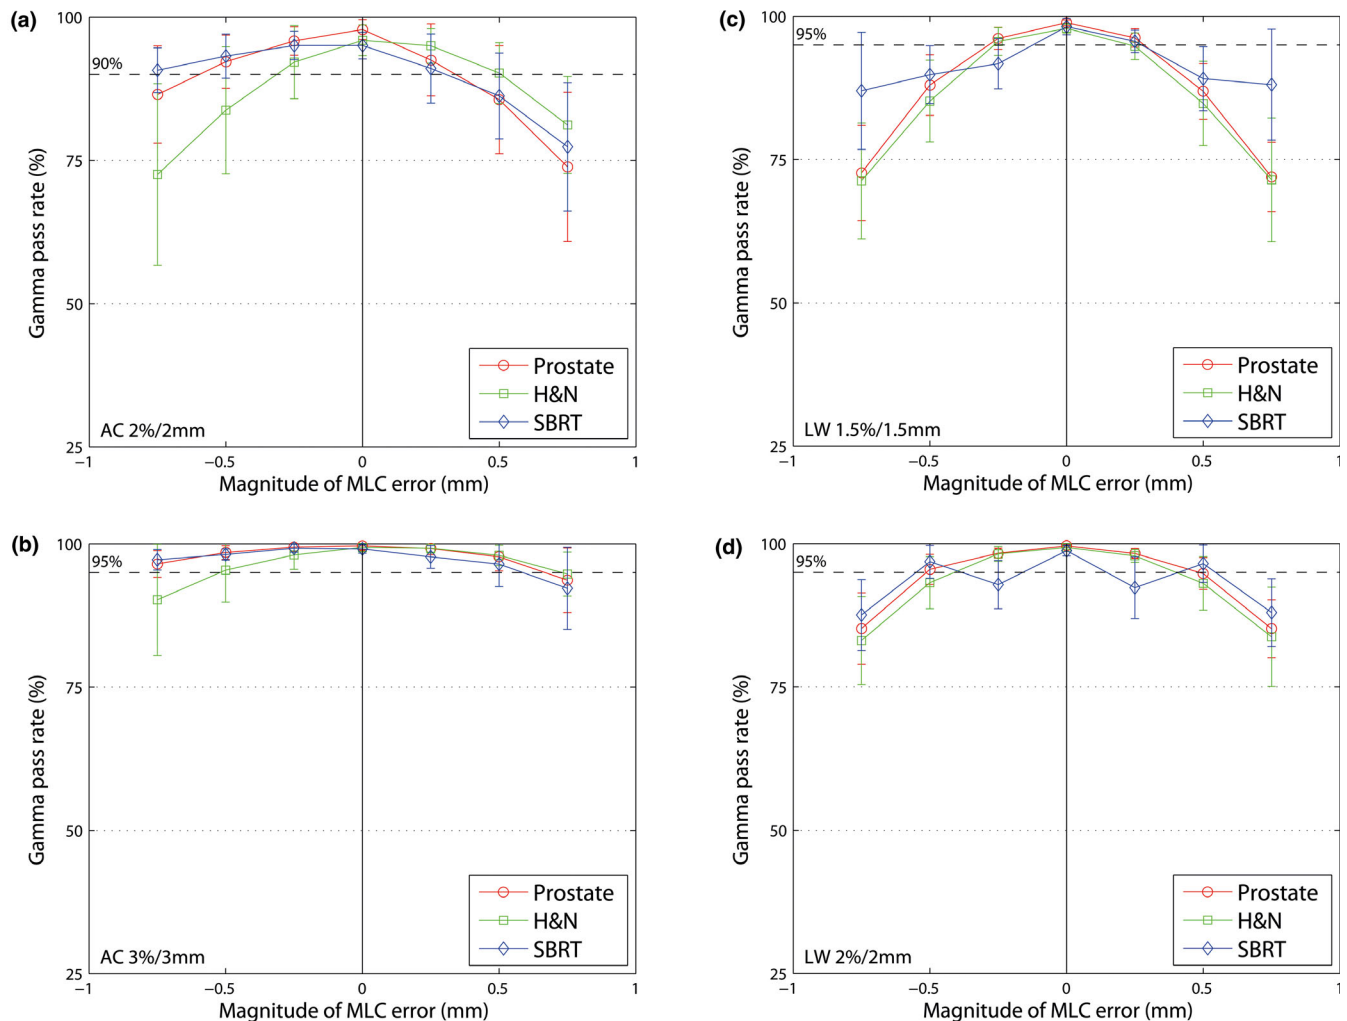 (a)
100
90%
75
50
25
Gamma pass rate (%)
Prostate
H&N
SBRT
AC 2%/2mm
−1
−0.5
0
0.5
1
Magnitude of MLC error (mm)
(c)
100
95%
75
50
25
Gamma pass rate (%)
Prostate
H&N
SBRT
LW 1.5%/1.5mm
−1
−0.5
0
0.5
1
Magnitude of MLC error (mm)
(b)
100
95%
75
50
25
Gamma pass rate (%)
Prostate
H&N
SBRT
AC 3%/3mm
−1
−0.5
0
0.5
1
Magnitude of MLC error (mm)
(d)
100
95%
75
50
25
Gamma pass rate (%)
Prostate
H&N
SBRT
LW 2%/2mm
−1
−0.5
0
0.5
1
Magnitude of MLC error (mm)